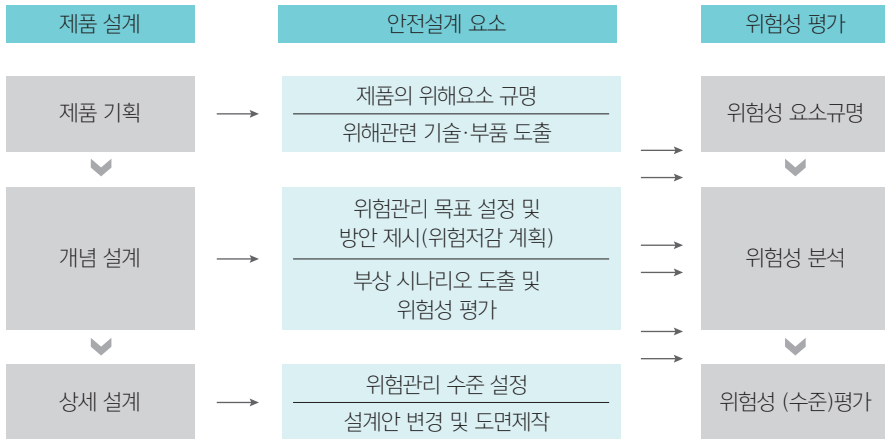 제품 설계
안전설계 요소
위험성 평가
제품 기획
제품의 위해요소 규명
위해관련 기술·부품 도출
위험성 요소규명
개념 설계
위험관리 목표 설정 및
방안 제시(위험저감 계획)
부상 시나리오 도출 및
위험성 평가
위험성 분석
상세 설계
위험관리 수준 설정
설계안 변경 및 도면제작
위험성 (수준)평가